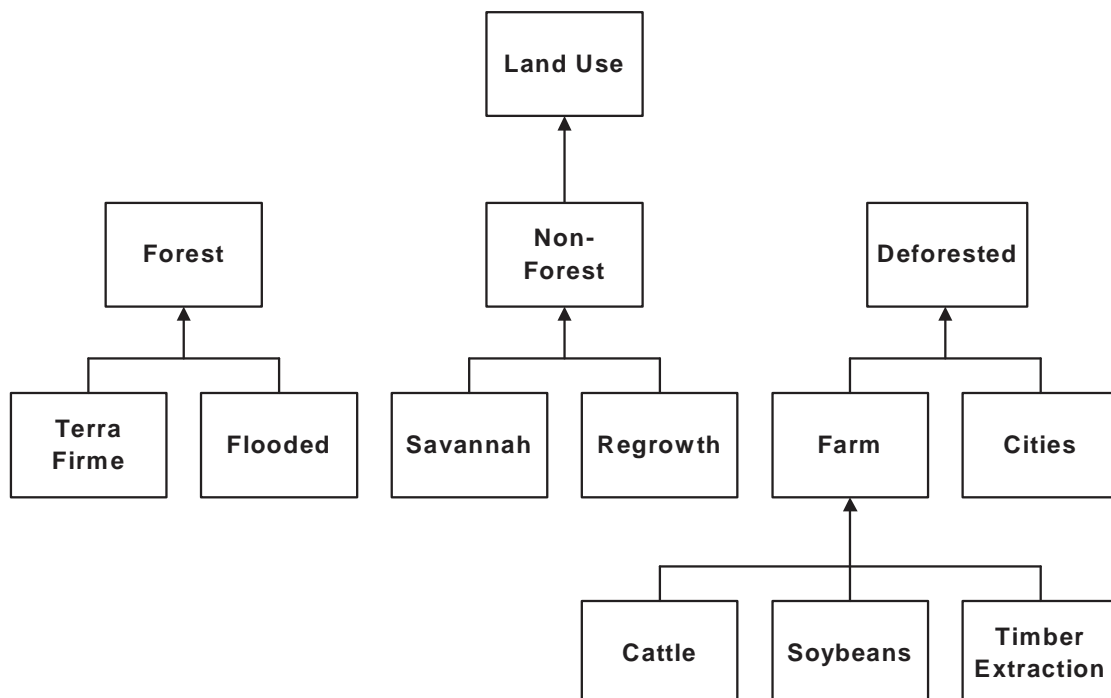 Land Use
Forest
Non-
Forest
Deforested
Terra
Firme
Flooded
Savannah
Regrowth
Farm
Cities
Cattle
Soybeans
Timber
Extraction